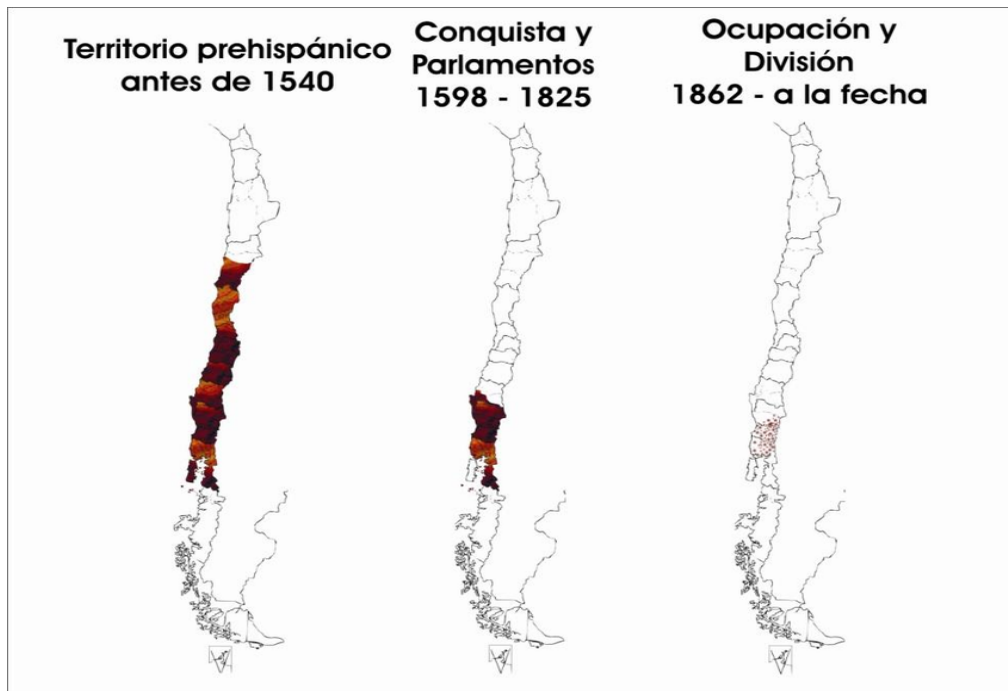 Territorio prehispánico
antes de 1540
Conquista y
Parlamentos
1598 - 1825
Ocupación y
División
1862 - a la fecha